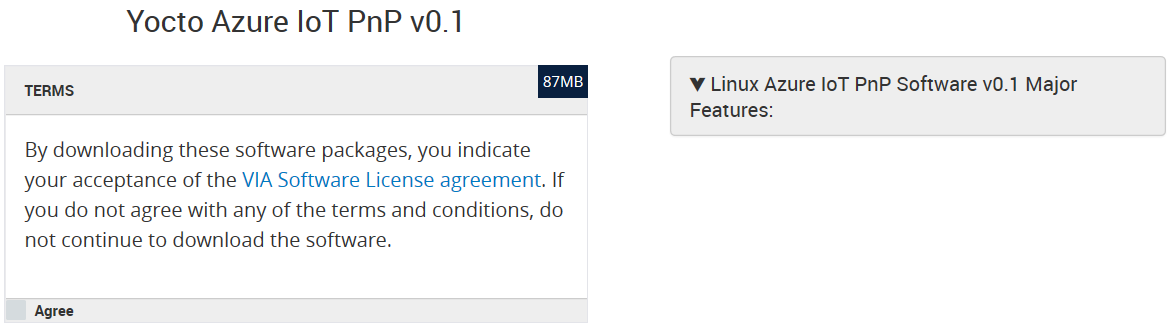 Yocto Azure IoT PnP v0.1
TERMS
87MB
By downloading these software packages, you indicate
your acceptance of the VIA Software License agreement. If
you do not agree with any of the terms and conditions, do
not continue to download the software.
Agree
Linux Azure IoT PnP Software v0.1 Major
Features: